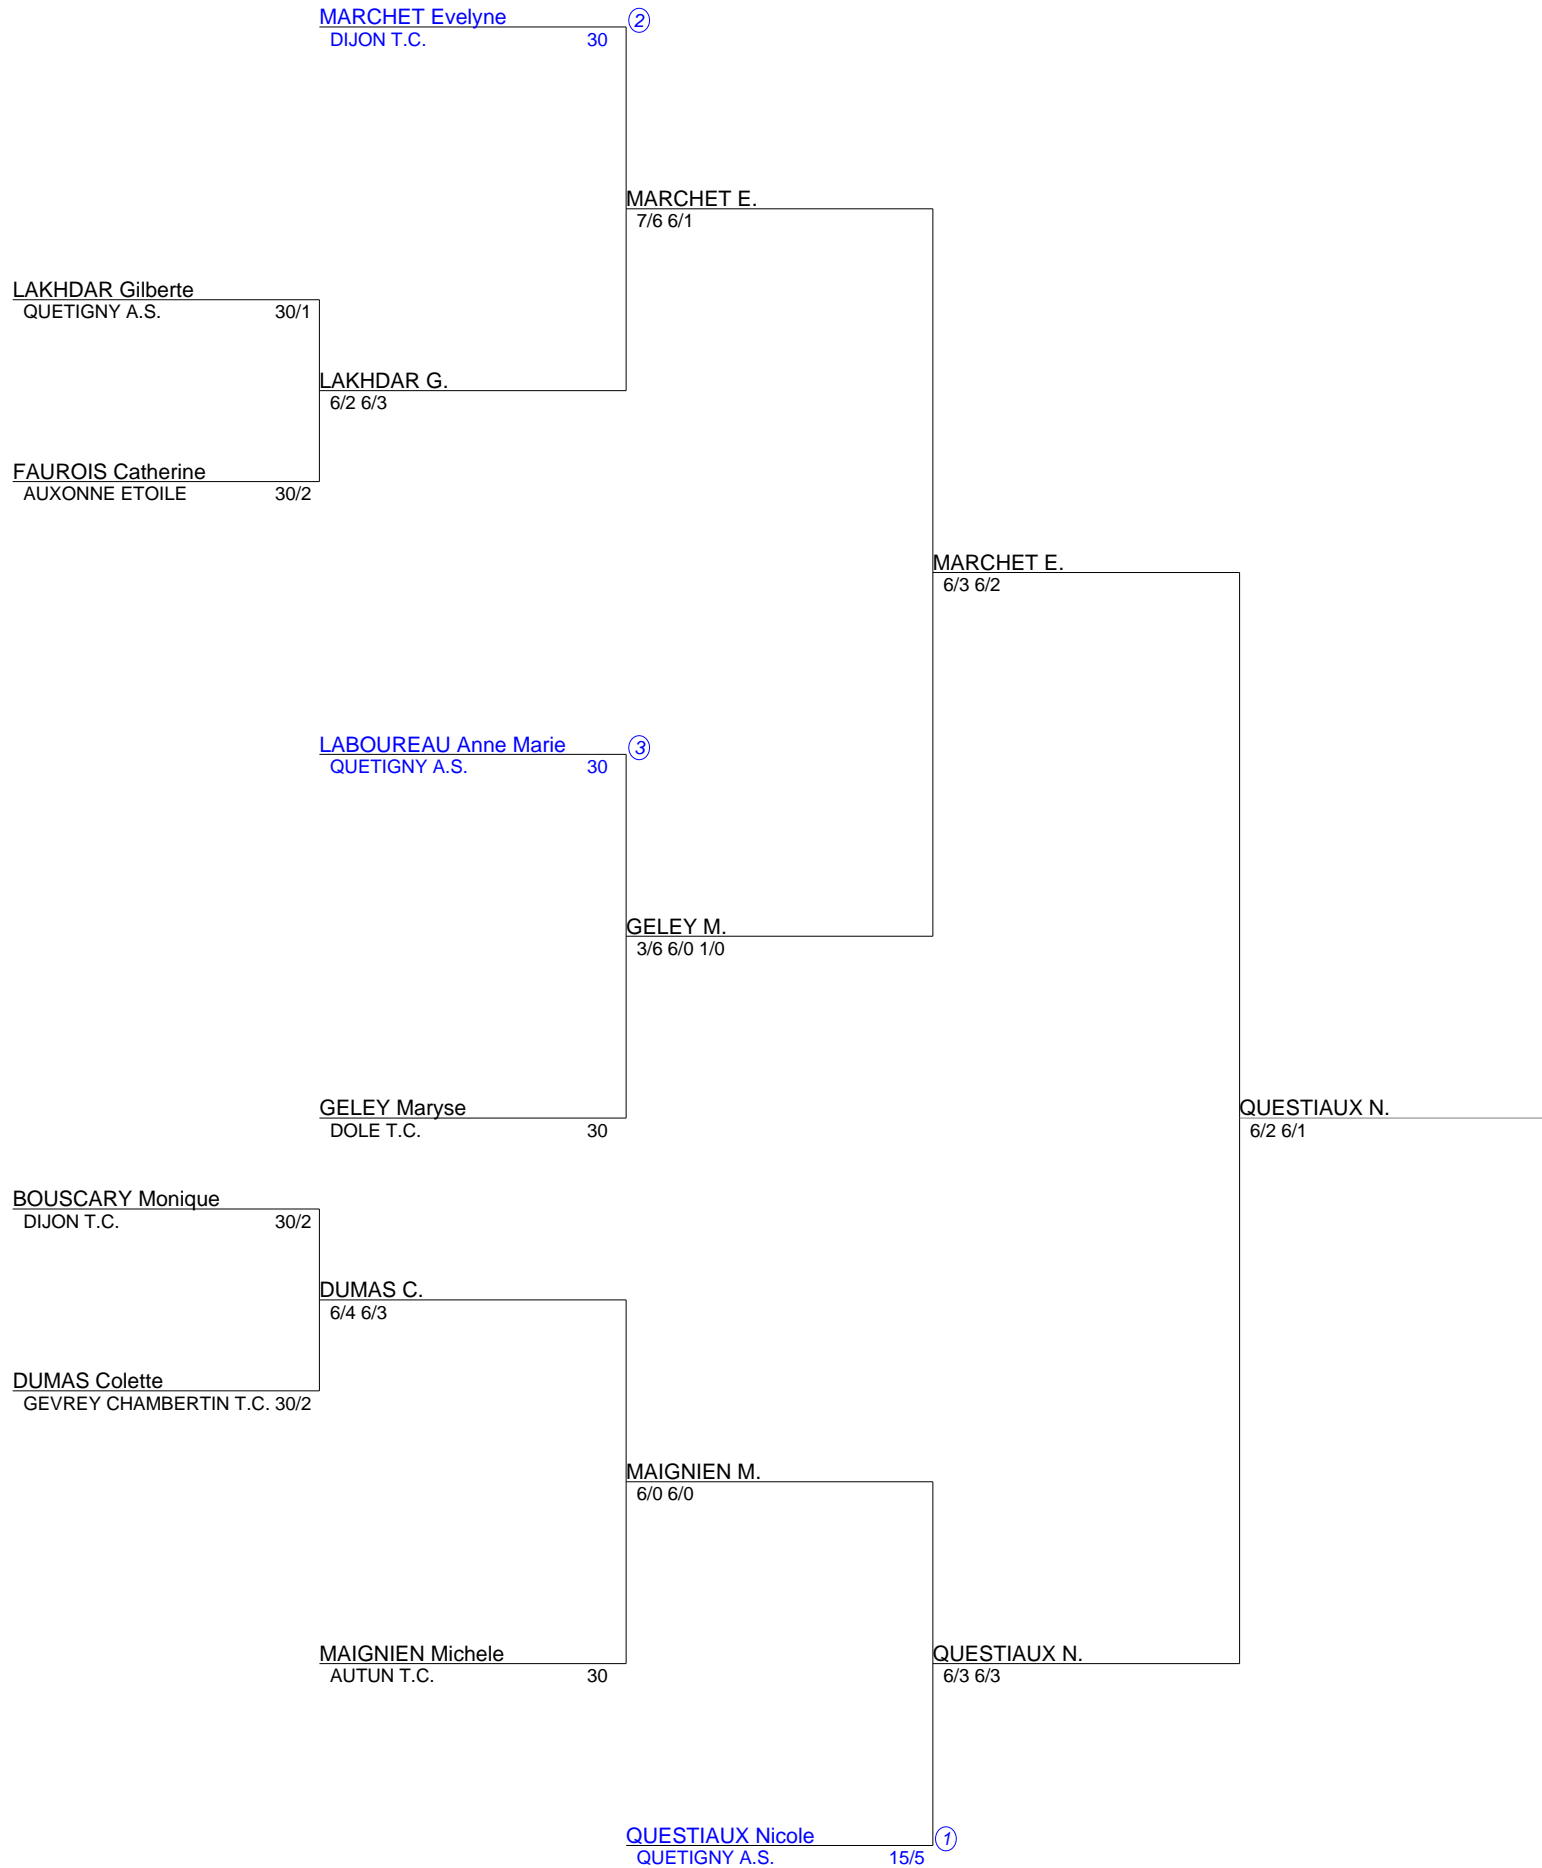 MARCHET Evelyne 2
DIJON T.C. 30
MARCHET E.
7/6 6/1
LAKHDAR Gilberte
QUETIGNY A.S. 30/1
LAKHDAR G.
6/2 6/3
FAUROIS Catherine
AUXONNE ETOILE 30/2
MARCHET E.
6/3 6/2
LABOUREAU Anne Marie 3
QUETIGNY A.S. 30
GELEY M.
3/6 6/0 1/0
GELEY Maryse
DOLE T.C. 30
QUESTIAUX N.
6/2 6/1
BOUSCARY Monique
DIJON T.C. 30/2
DUMAS C.
6/4 6/3
DUMAS Colette
GEVREY CHAMBERTIN T.C. 30/2
MAIGNIEN M.
6/0 6/0
MAIGNIEN Michele
AUTUN T.C. 30
QUESTIAUX N.
6/3 6/3
QUESTIAUX Nicole 1
QUETIGNY A.S. 15/5